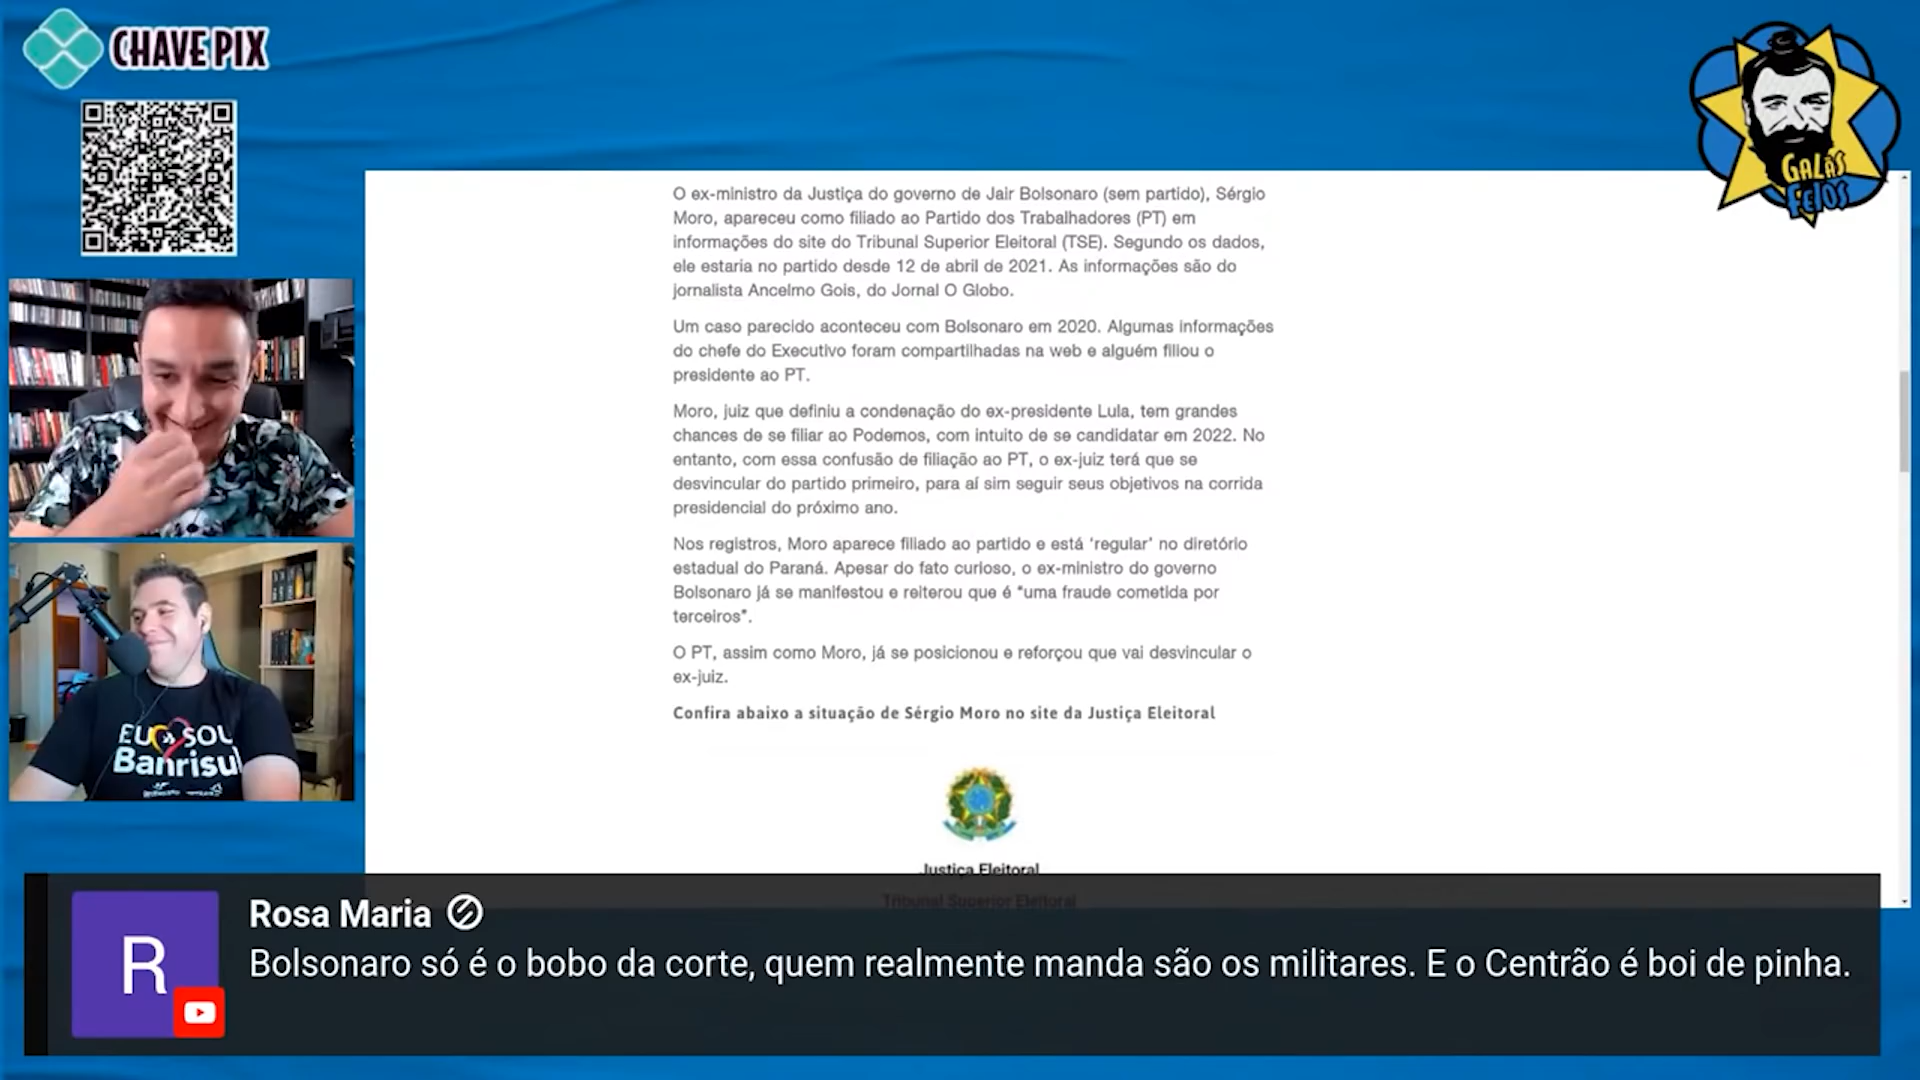 CHAVE PIX
GALÃS
FEIOS
O ex-ministro da Justiça do governo de Jair Bolsonaro (sem partido), Sérgio
Moro, apareceu como filiado ao Partido dos Trabalhadores (PT) em
informações do site do Tribunal Superior Eleitoral (TSE). Segundo os dados,
ele estaria no partido desde 12 de abril de 2021. As informações são do
jornalista Ancelmo Gois, do Jornal O Globo.
Um caso parecido aconteceu com Bolsonaro em 2020. Algumas informações
do chefe do Executivo foram compartilhadas na web e alguém filiou o
presidente ao PT.
Moro, juiz que definiu a condenação do ex-presidente Lula, tem grandes
chances de se filiar ao Podemos, com intuito de se candidatar em 2022. No
entanto, com essa confusão de filiação ao PT, o ex-juiz terá que se
desvincular do partido primeiro, para aí sim seguir seus objetivos na corrida
presidencial do próximo ano.
Nos registros, Moro aparece filiado ao partido e está ‘regular’ no diretório
estadual do Paraná. Apesar do fato curioso, o ex-ministro do governo
Bolsonaro já se manifestou e reiterou que é “uma fraude cometida por
terceiros”.
O PT, assim como Moro, já se posicionou e reforçou que vai desvincular o
ex-juiz.
Confira abaixo a situação de Sérgio Moro no site da Justiça Eleitoral
Justiça Eleitoral
Tribunal Superior Eleitoral
EU SOU
Banrisul
R
Rosa Maria
Bolsonaro só é o bobo da corte, quem realmente manda são os militares. E o Centrão é boi de pinha.